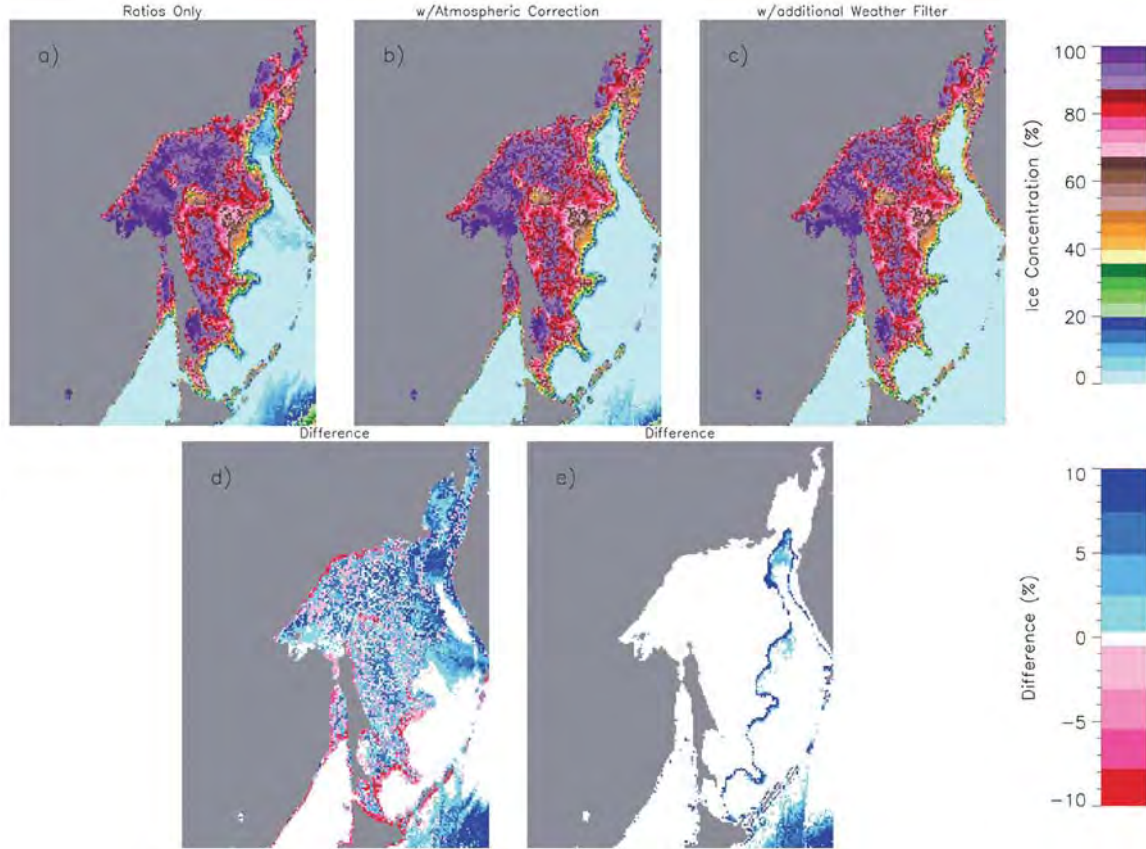 Ratios Only
w/Atmospheric Correction
w/additional Weather Filter
a)
b)
c)
100
80
60
40
20
0
Ice Concentration (%)
Difference
Difference
d)
e)
10
5
0
-5
-10
Difference (%)